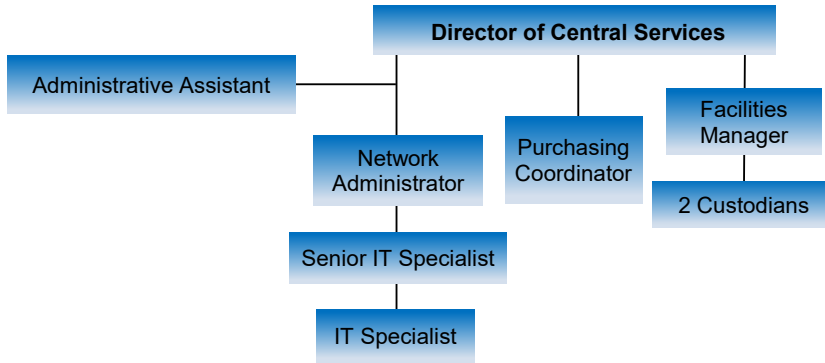 Director of Central Services
Administrative Assistant
Network
Administrator
Purchasing
Coordinator
Facilities
Manager
2 Custodians
Senior IT Specialist
IT Specialist